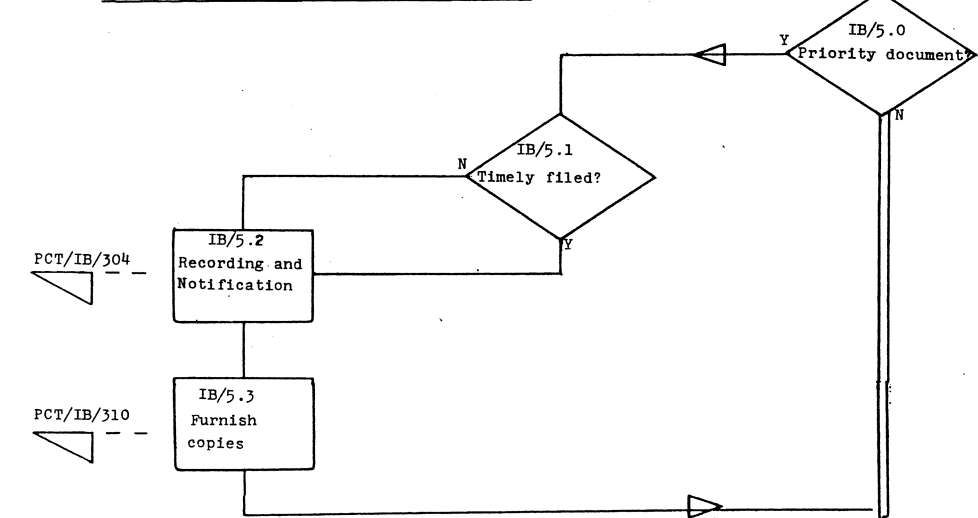 IB/5.0
Y
Priority document?
N
IB/5.1
N
Timely filed?
Y
IB/5.2
PCT/IB/304
Recording and
Notification
IB/5.3
PCT/IB/310
Furnish
copies